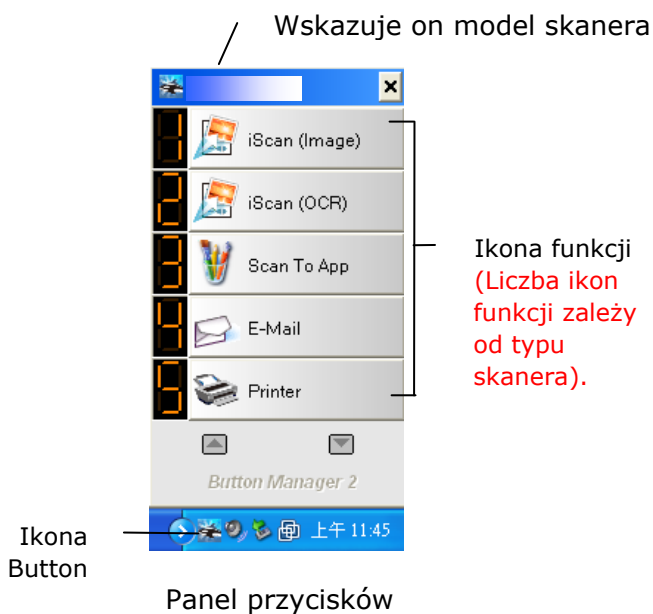 Wskazuje on model skanera
1 iScan (Image)
2 iScan (OCR)
3 Scan To App
4 E-Mail
5 Printer
Ikona funkcji
(Liczba ikon
funkcji zależy
od typu
skanera).
Button Manager 2
上午 11:45
Ikona
Button
Panel przycisków